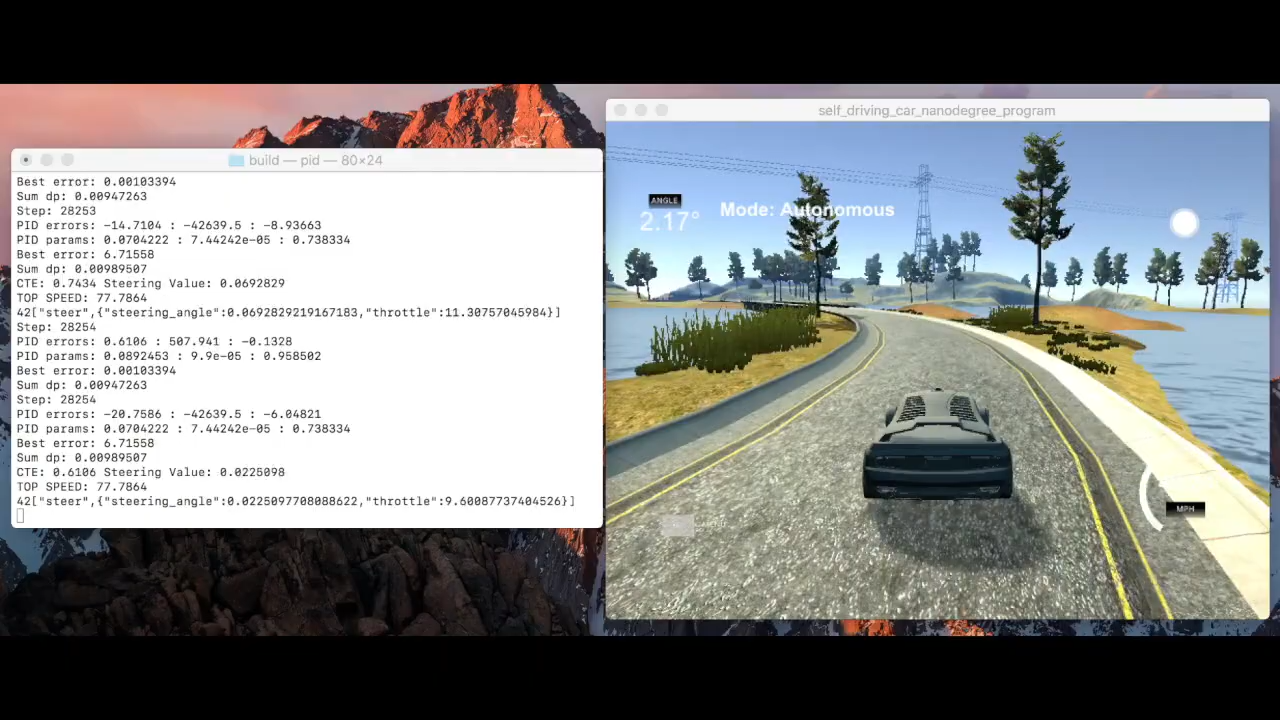 build — pid — 80×24
Best error: 0.00103394
Sum dp: 0.00947263
Step: 28253
PID errors: -14.7104 : -42639.5 : -8.93663
PID params: 0.0704222 : 7.44242e-05 : 0.738334
Best error: 6.71558
Sum dp: 0.00989507
CTE: 0.7434 Steering Value: 0.0692829
TOP SPEED: 77.7864
42["steer",{"steering_angle":0.0692829219167183,"throttle":11.30757045984}]
Step: 28254
PID errors: 0.6106 : 507.941 : -0.1328
PID params: 0.0892453 : 9.9e-05 : 0.958502
Best error: 0.00103394
Sum dp: 0.00947263
Step: 28254
PID errors: -20.7586 : -42639.5 : -6.04821
PID params: 0.0704222 : 7.44242e-05 : 0.738334
Best error: 6.71558
Sum dp: 0.00989507
CTE: 0.6106 Steering Value: 0.0225098
TOP SPEED: 77.7864
42["steer",{"steering_angle":0.0225097708088622,"throttle":9.60087737404526}]
self_driving_car_nanodegree_program
ANGLE
2.17°
Mode: Autonomous
MPH